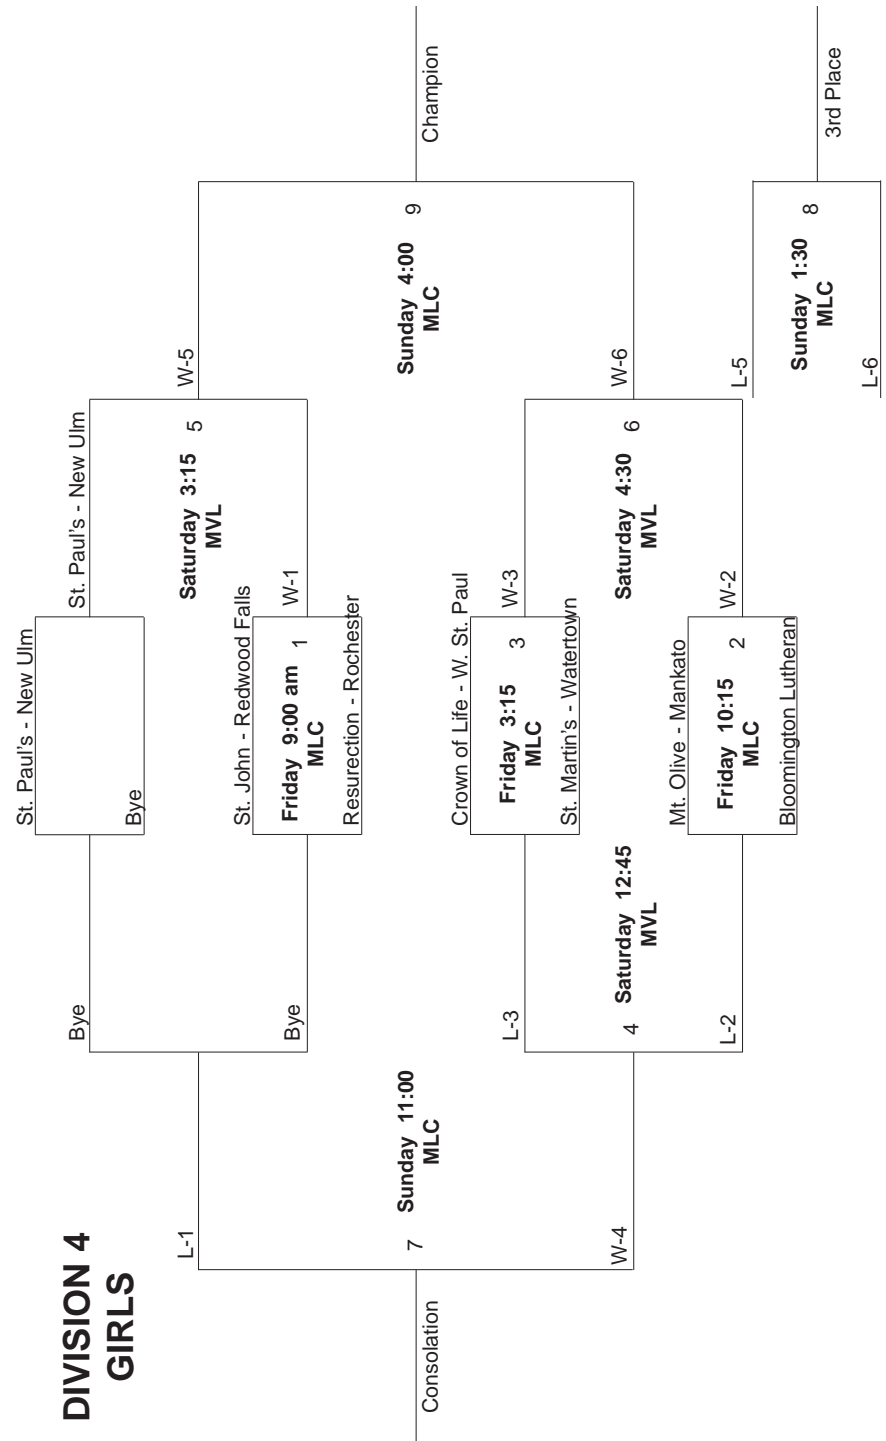 DIVISION 4
GIRLS
St. Paul's - New Ulm
Bye
St. Paul's - New Ulm
Bye
Saturday 3:15
MVL
5
W-5
St. John - Redwood Falls
Friday 9:00 am
MLC
1
Resurection - Rochester
W-1
Bye
L-1
Sunday 11:00
MLC
7
Consolation
Sunday 4:00
MLC
9
Champion
Crown of Life - W. St. Paul
Friday 3:15
MLC
3
St. Martin's - Watertown
W-3
L-3
Saturday 12:45
MVL
4
W-4
Saturday 4:30
MVL
6
W-6
Mt. Olive - Mankato
Friday 10:15
MLC
2
Bloomington Lutheran
W-2
L-2
L-5
Sunday 1:30
MLC
8
L-6
3rd Place